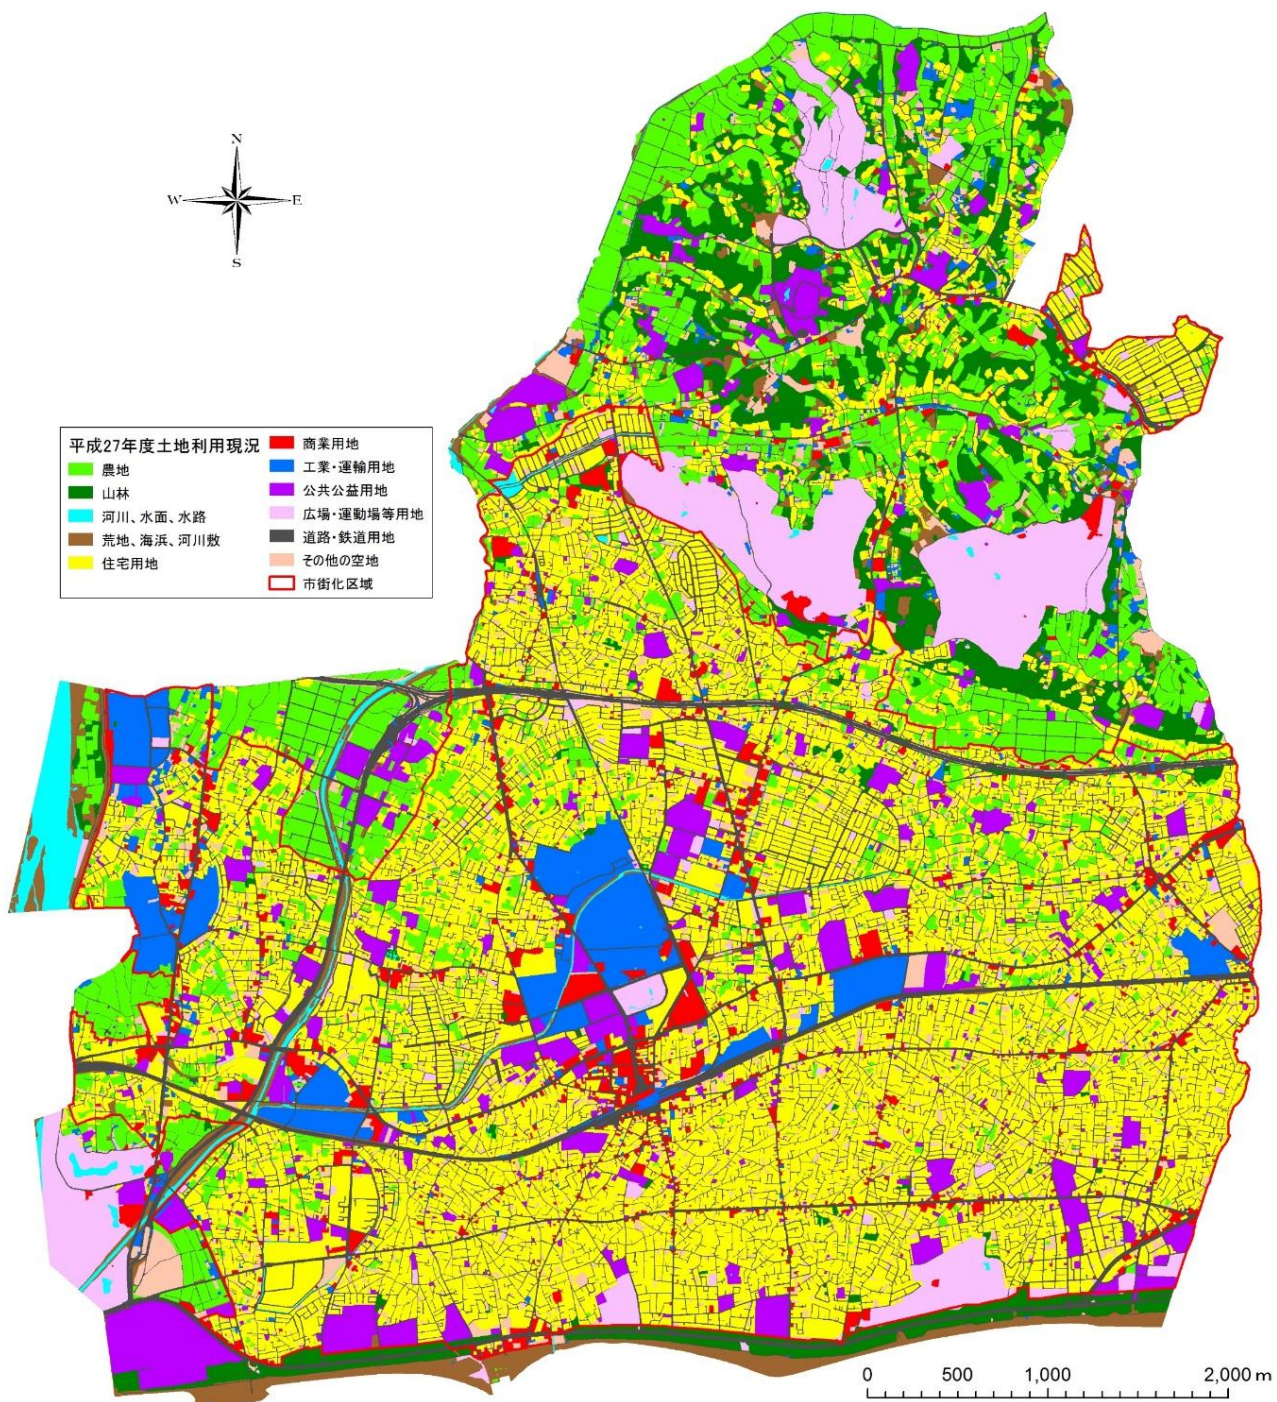 N
W E
S
平成27年度土地利用現況
農地
山林
河川、水面、水路
荒地、海浜、河川敷
住宅用地
商業用地
工業・運輸用地
公共公益用地
広場・運動場等用地
道路・鉄道用地
その他の空地
市街化区域
0 500 1,000 2,000 m